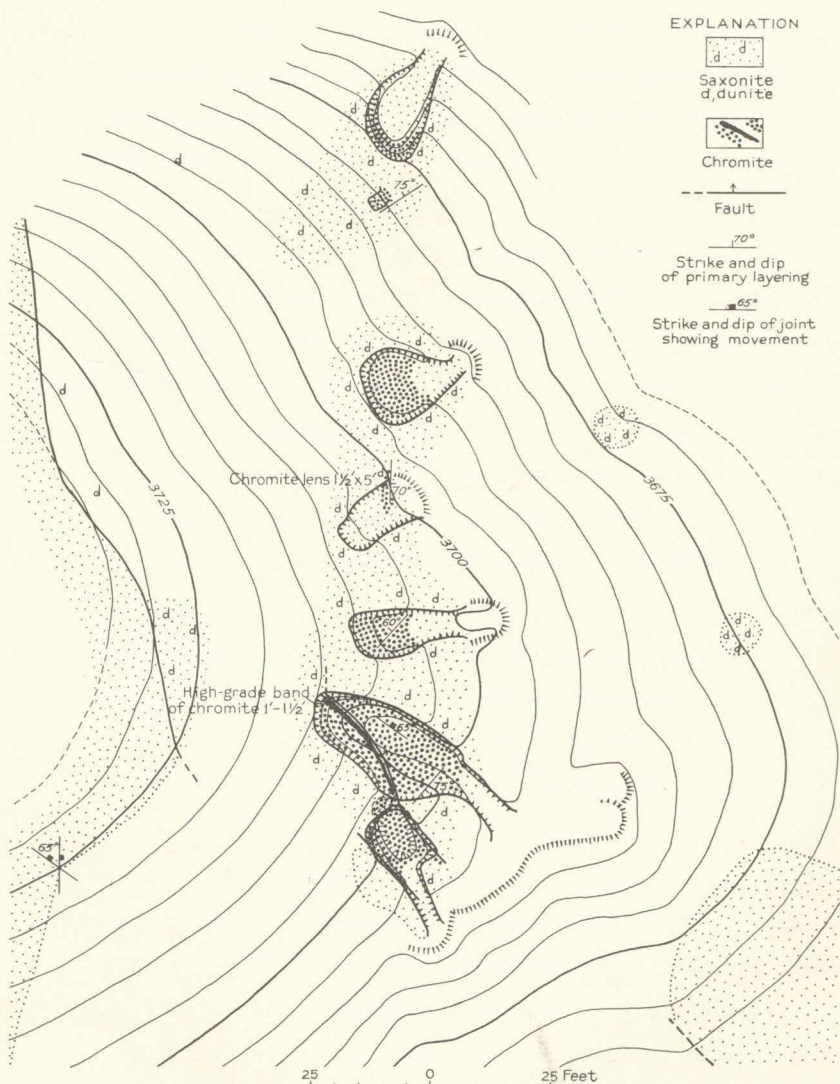 EXPLANATION
d d d
Saxonite
d, dunite
Chromite
Fault
70°
Strike and dip
of primary layering
65°
Strike and dip of joint
showing movement
75°
3725
Chromite lens 1½' x 5'
70°
3675
3700
60°
High-grade band
of chromite 1'-1½'
65°
25 0 25 Feet